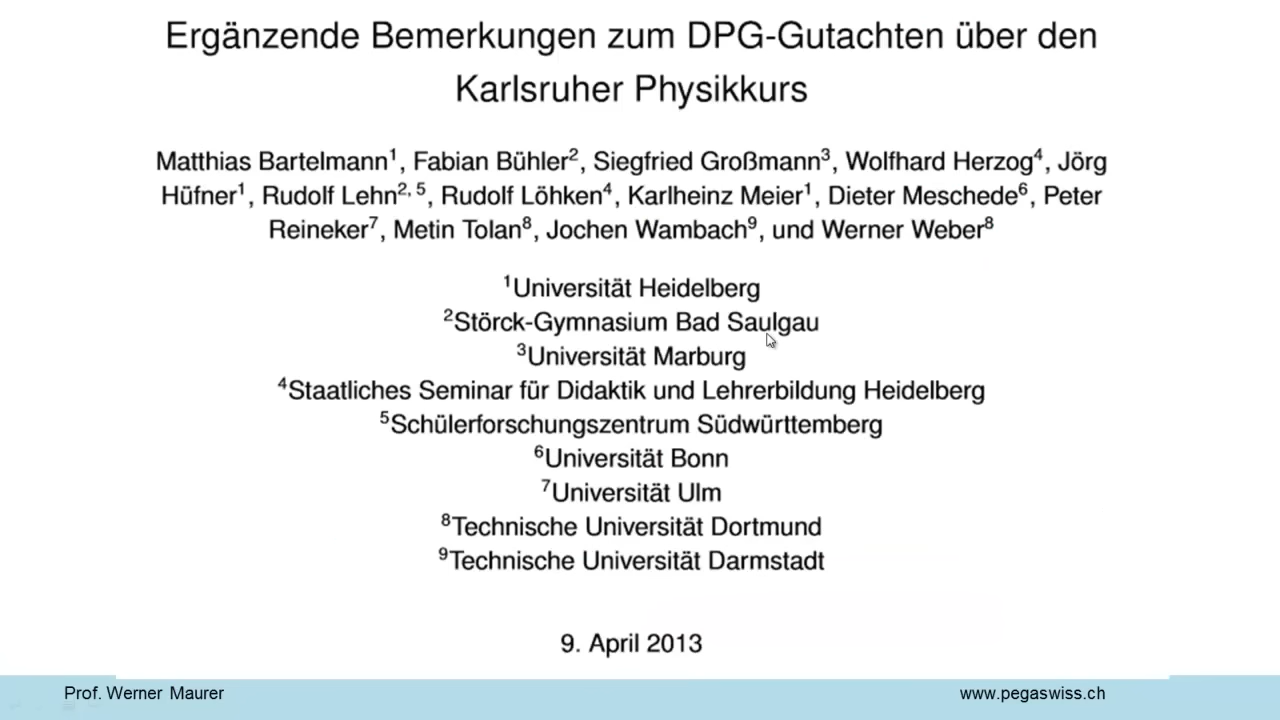 Ergänzende Bemerkungen zum DPG-Gutachten über den
Karlsruher Physikkurs
Matthias Bartelmann¹, Fabian Bühler², Siegfried Großmann³, Wolfhard Herzog⁴, Jörg
Hüfner¹, Rudolf Lehn²,⁵, Rudolf Löhken⁴, Karlheinz Meier¹, Dieter Meschede⁶, Peter
Reineker⁷, Metin Tolan⁸, Jochen Wambach⁹, und Werner Weber⁸
¹Universität Heidelberg
²Störck-Gymnasium Bad Saulgau
³Universität Marburg
⁴Staatliches Seminar für Didaktik und Lehrerbildung Heidelberg
⁵Schülerforschungszentrum Südwürttemberg
⁶Universität Bonn
⁷Universität Ulm
⁸Technische Universität Dortmund
⁹Technische Universität Darmstadt
9. April 2013
Prof. Werner Maurer
www.pegaswiss.ch